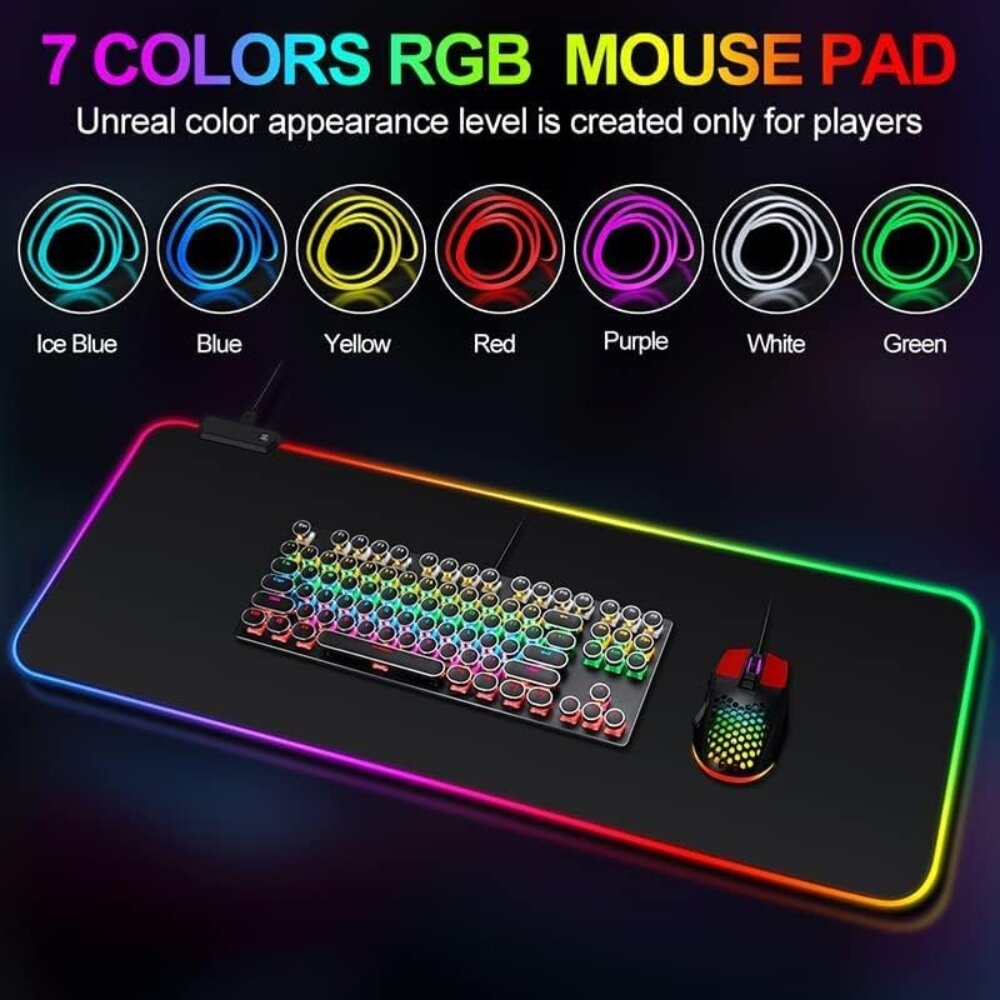 7 COLORS RGB MOUSE PAD
Unreal color appearance level is created only for players
Ice Blue Blue Yellow Red Purple White Green